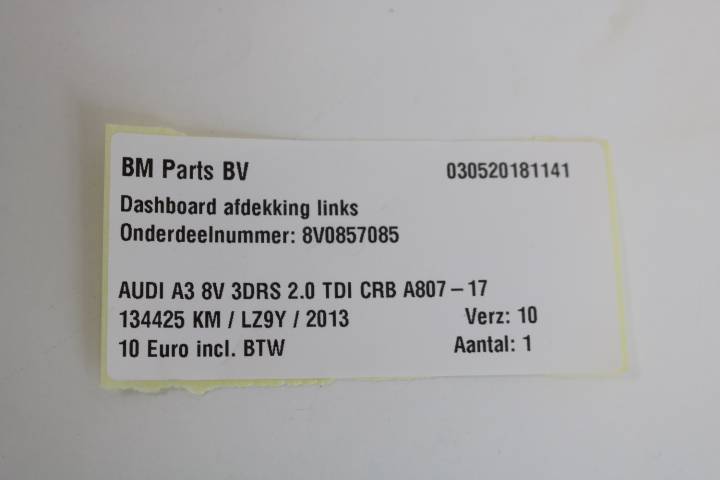 BM Parts BV 030520181141
Dashboard afdekking links
Onderdeelnummer: 8V0857085
AUDI A3 8V 3DRS 2.0 TDI CRB A807 – 17
134425 KM / LZ9Y / 2013 Verz: 10
10 Euro incl. BTW Aantal: 1